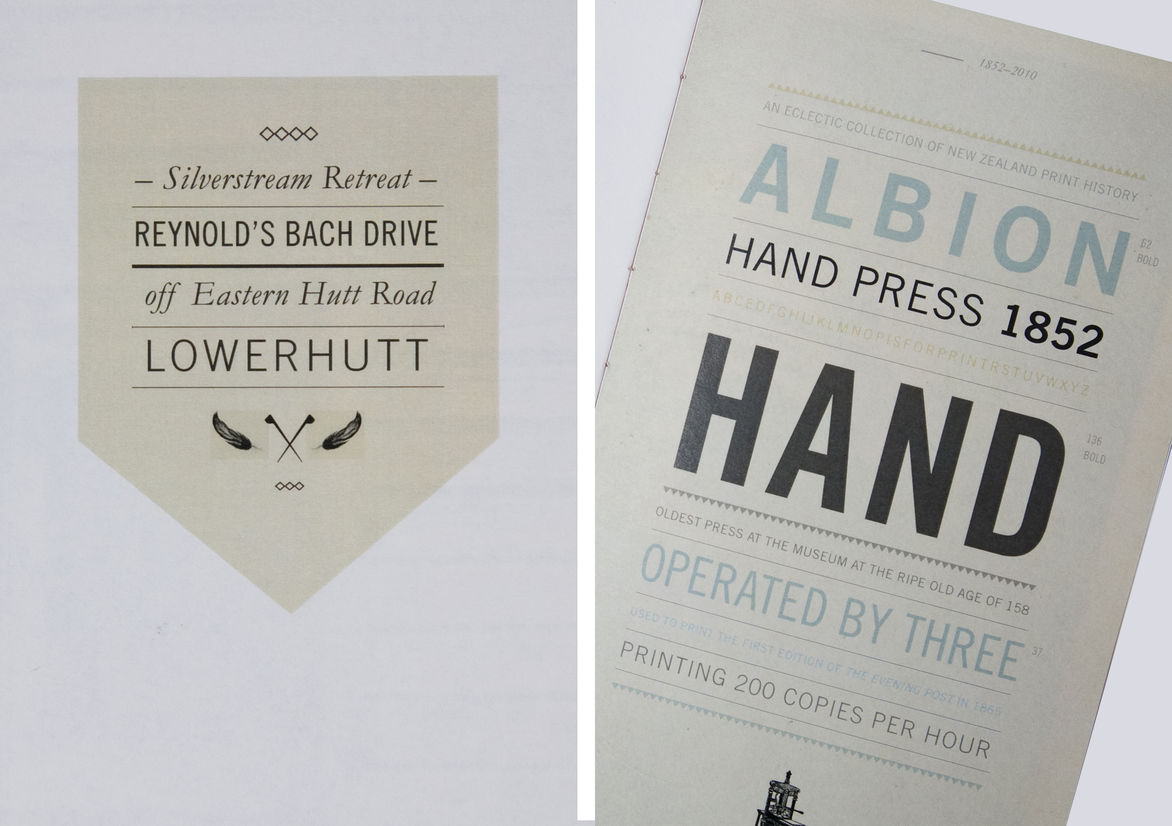 – Silverstream Retreat –
REYNOLD'S BACH DRIVE
off Eastern Hutt Road
LOWERHUTT
1852–2010
AN ECLECTIC COLLECTION OF NEW ZEALAND PRINT HISTORY
ALBION
62
BOLD
HAND PRESS 1852
ABCEDFGHIJKLMNOPISFORPRINTRSTUVWXYZ
HAND
136
BOLD
OLDEST PRESS AT THE MUSEUM AT THE RIPE OLD AGE OF 158
OPERATED BY THREE
37
USED TO PRINT THE FIRST EDITION OF THE EVENING POST IN 1865
PRINTING 200 COPIES PER HOUR